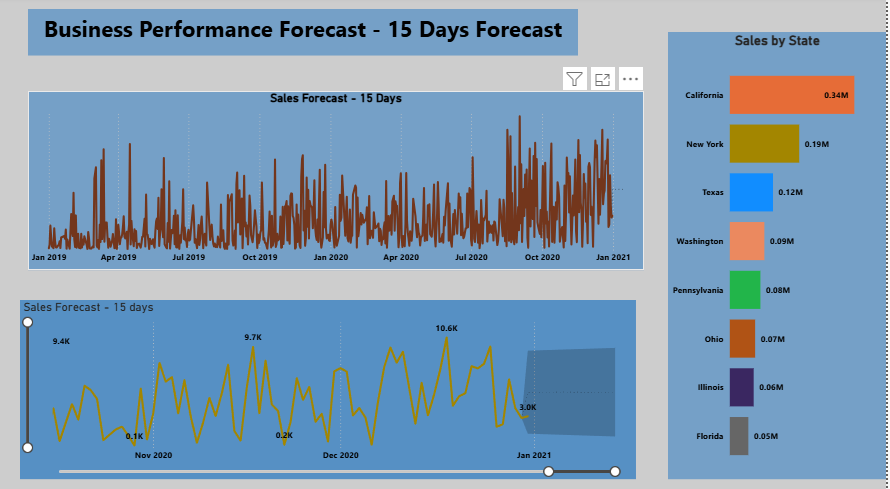 Business Performance Forecast - 15 Days Forecast
Sales Forecast - 15 Days
Jan 2019 Apr 2019 Jul 2019 Oct 2019 Jan 2020 Apr 2020 Jul 2020 Oct 2020 Jan 2021
Sales Forecast - 15 days
9.4K 9.7K 10.6K
0.1K 0.2K 3.0K
Nov 2020 Dec 2020 Jan 2021
Sales by State
California 0.34M
New York 0.19M
Texas 0.12M
Washington 0.09M
Pennsylvania 0.08M
Ohio 0.07M
Illinois 0.06M
Florida 0.05M